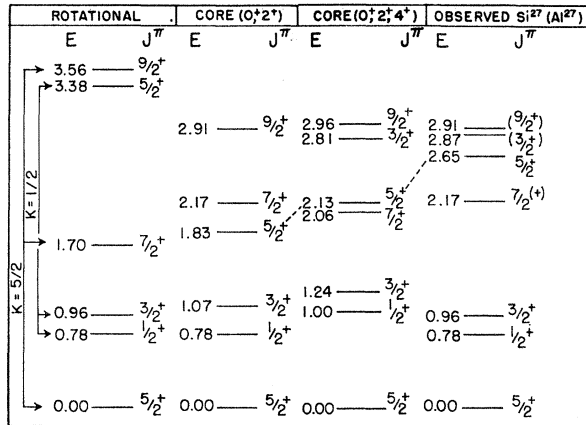 ROTATIONAL CORE (0⁺,2⁺) CORE (0⁺,2⁺,4⁺) OBSERVED Si²⁷ (Al²⁷)
E Jπ E Jπ E Jπ E Jπ
3.56 9/2⁺
3.38 5/2⁺
2.91 9/2⁺ 2.96 9/2⁺ 2.91 (9/2⁺)
2.81 3/2⁺ 2.87 (3/2⁺)
2.65 5/2⁺
2.17 7/2⁺ 2.13 5/2⁺ 2.17 7/2(+)
2.06 7/2⁺
1.83 5/2⁺
1.70 7/2⁺
1.24 3/2⁺
1.07 3/2⁺
0.96 3/2⁺ 1.00 1/2⁺ 0.96 3/2⁺
0.78 1/2⁺ 0.78 1/2⁺ 0.78 1/2⁺
0.00 5/2⁺ 0.00 5/2⁺ 0.00 5/2⁺ 0.00 5/2⁺
K = 5/2
K = 1/2